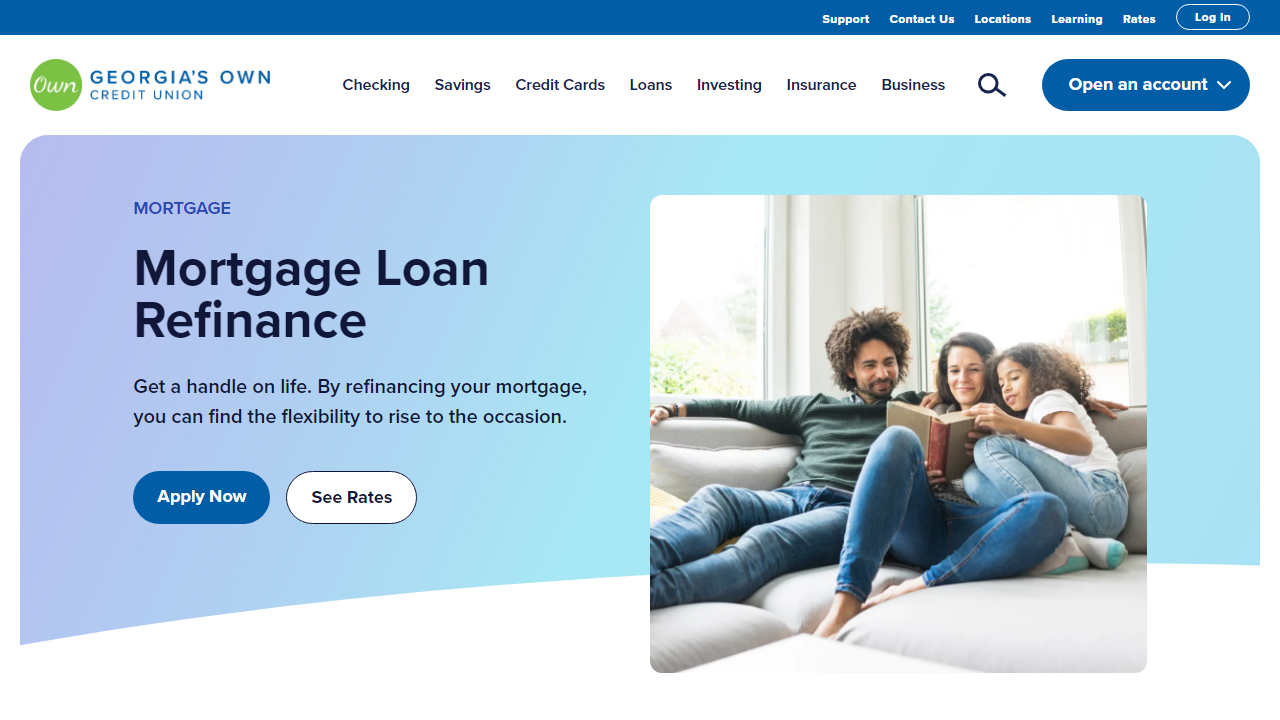 Support Contact Us Locations Learning Rates Log In
Own GEORGIA'S OWN
CREDIT UNION
Checking Savings Credit Cards Loans Investing Insurance Business Open an account
MORTGAGE
Mortgage Loan
Refinance
Get a handle on life. By refinancing your mortgage,
you can find the flexibility to rise to the occasion.
Apply Now See Rates